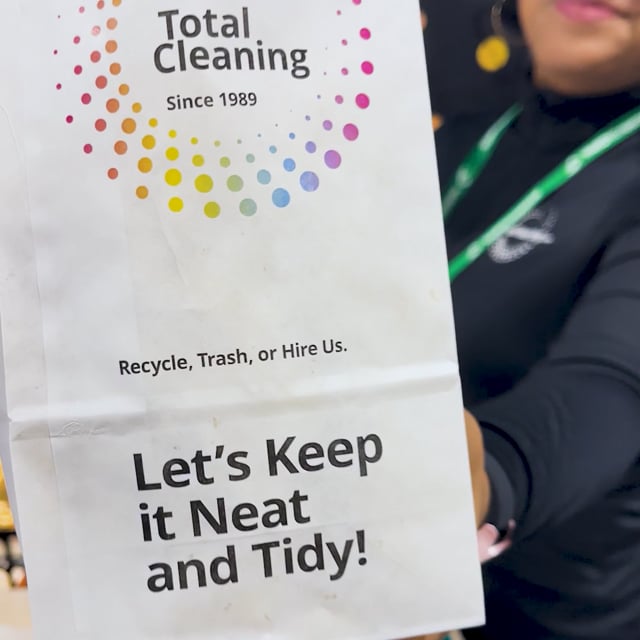 Total
Cleaning
Since 1989
Recycle, Trash, or Hire Us.
Let's Keep
it Neat
and Tidy!